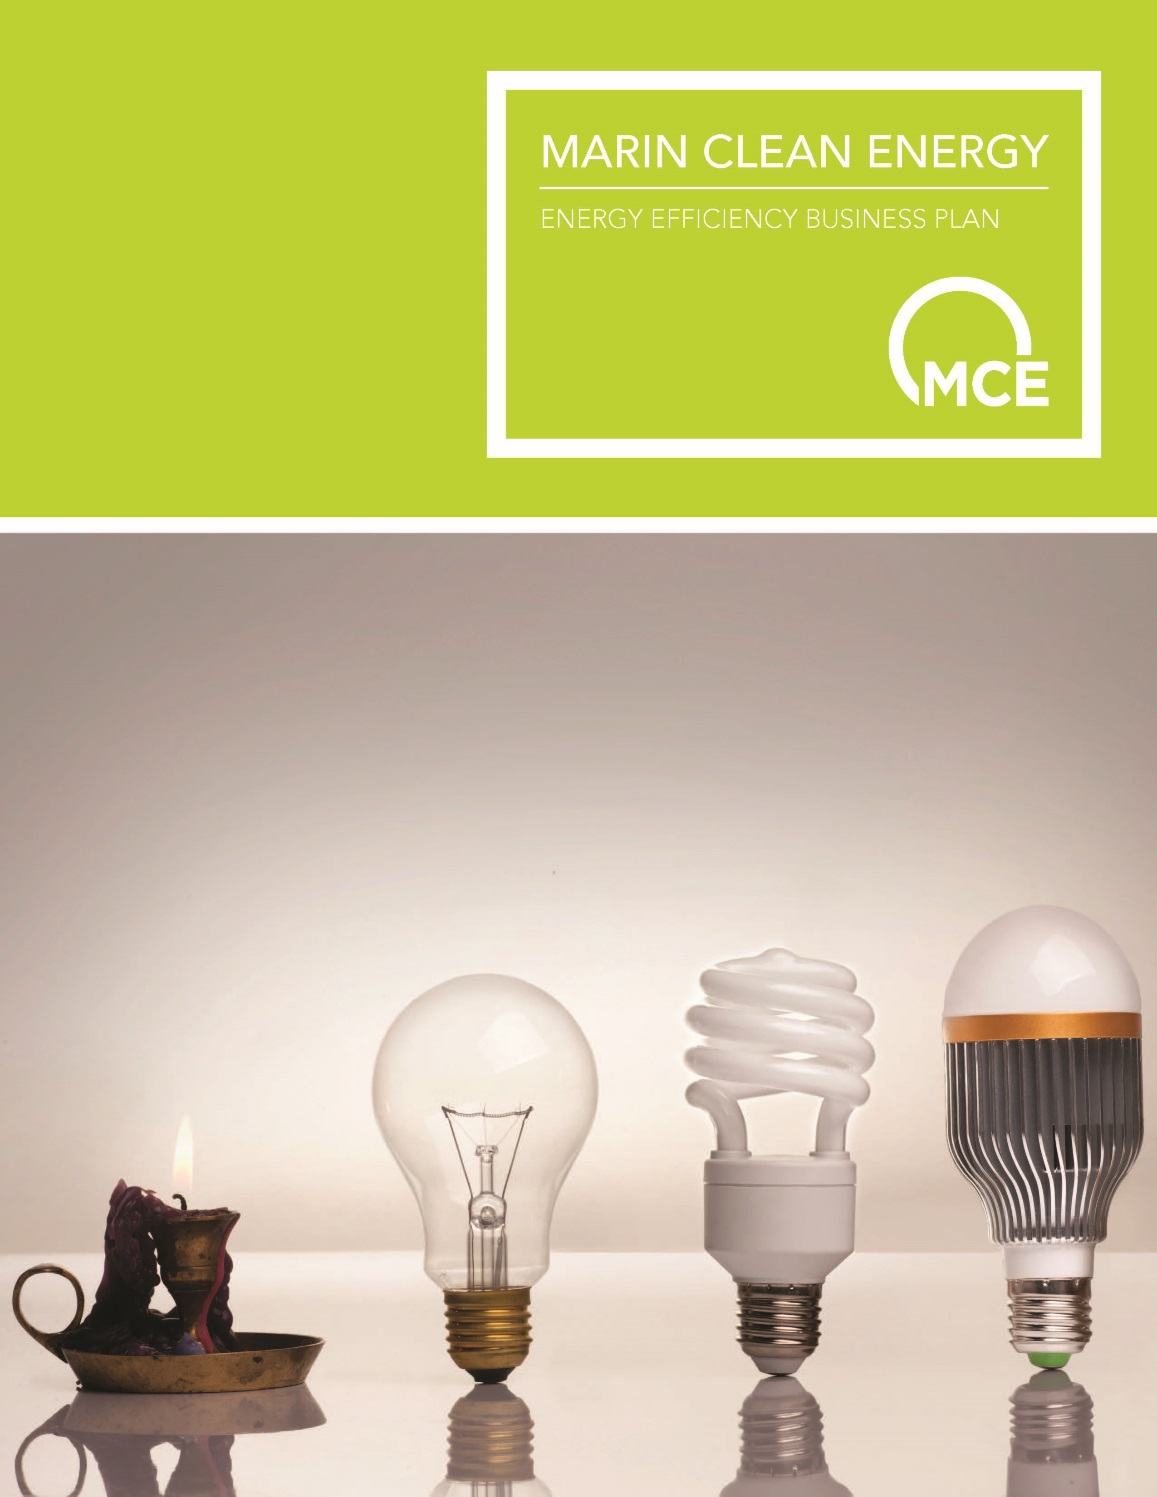 MARIN CLEAN ENERGY
ENERGY EFFICIENCY BUSINESS PLAN
MCE